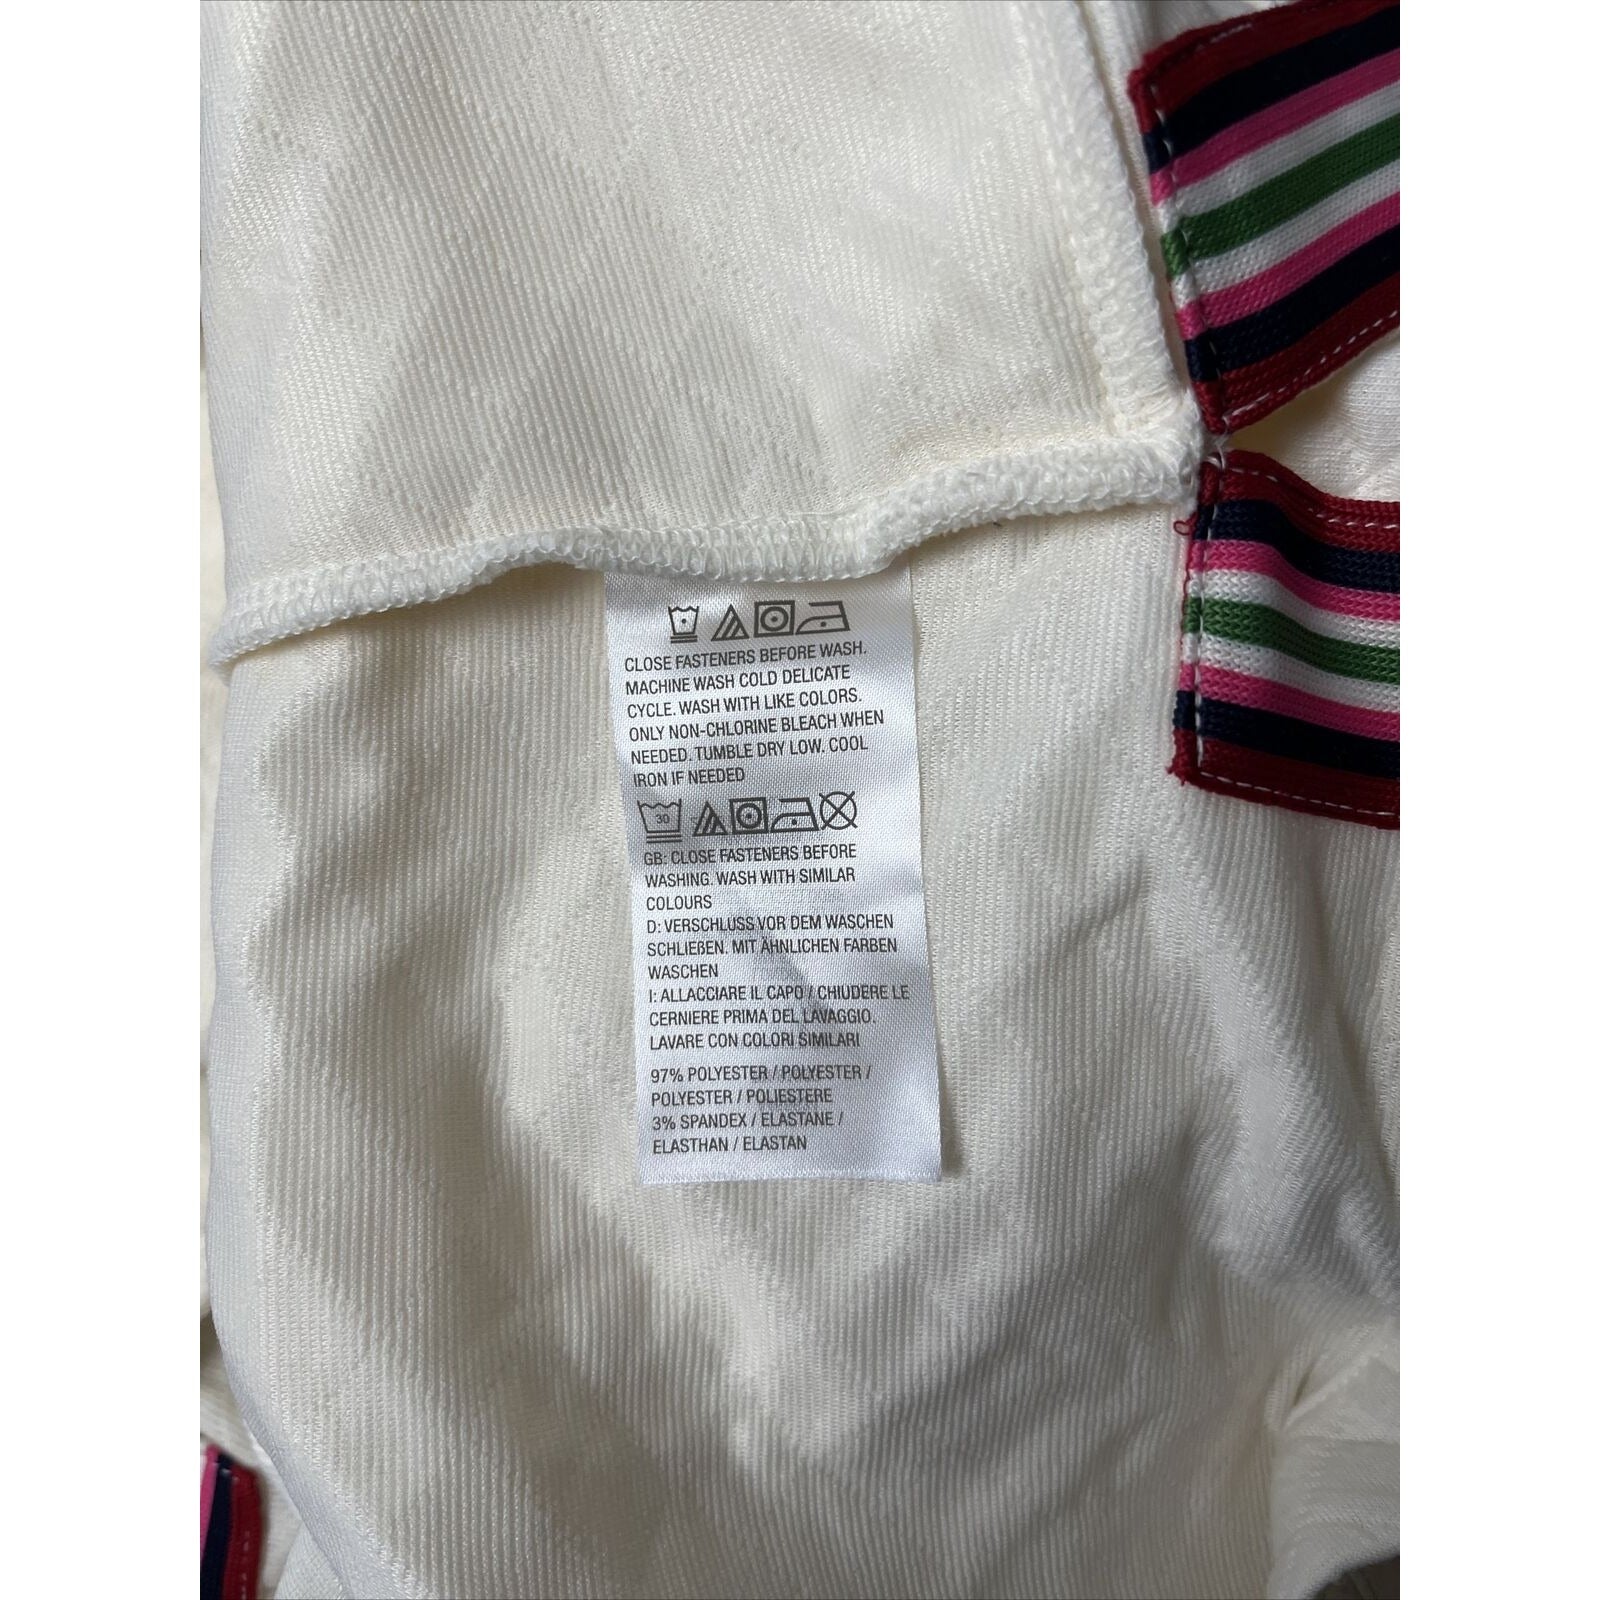 CLOSE FASTENERS BEFORE WASH.
MACHINE WASH COLD DELICATE
CYCLE. WASH WITH LIKE COLORS.
ONLY NON-CHLORINE BLEACH WHEN
NEEDED. TUMBLE DRY LOW. COOL
IRON IF NEEDED
30
GB: CLOSE FASTENERS BEFORE
WASHING. WASH WITH SIMILAR
COLOURS
D: VERSCHLUSS VOR DEM WASCHEN
SCHLIEßEN. MIT ÄHNLICHEN FARBEN
WASCHEN
I: ALLACCIARE IL CAPO / CHIUDERE LE
CERNIERE PRIMA DEL LAVAGGIO.
LAVARE CON COLORI SIMILARI
97% POLYESTER / POLYESTER /
POLYESTER / POLIESTERE
3% SPANDEX / ELASTANE /
ELASTHAN / ELASTAN